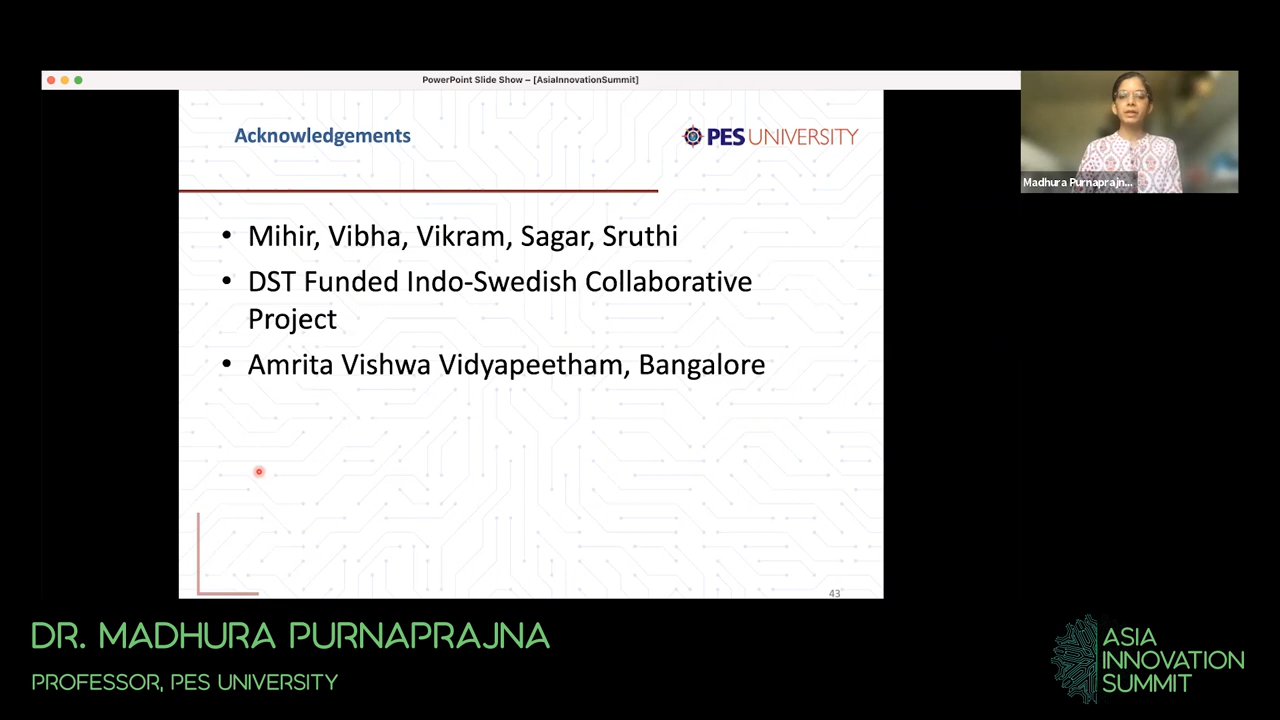 PowerPoint Slide Show – [AsiaInnovationSummit]
Acknowledgements
PES UNIVERSITY
Madhura Purnaprajn...
• Mihir, Vibha, Vikram, Sagar, Sruthi
• DST Funded Indo-Swedish Collaborative
Project
• Amrita Vishwa Vidyapeetham, Bangalore
43
DR. MADHURA PURNAPRAJNA
PROFESSOR, PES UNIVERSITY
ASIA
INNOVATION
SUMMIT